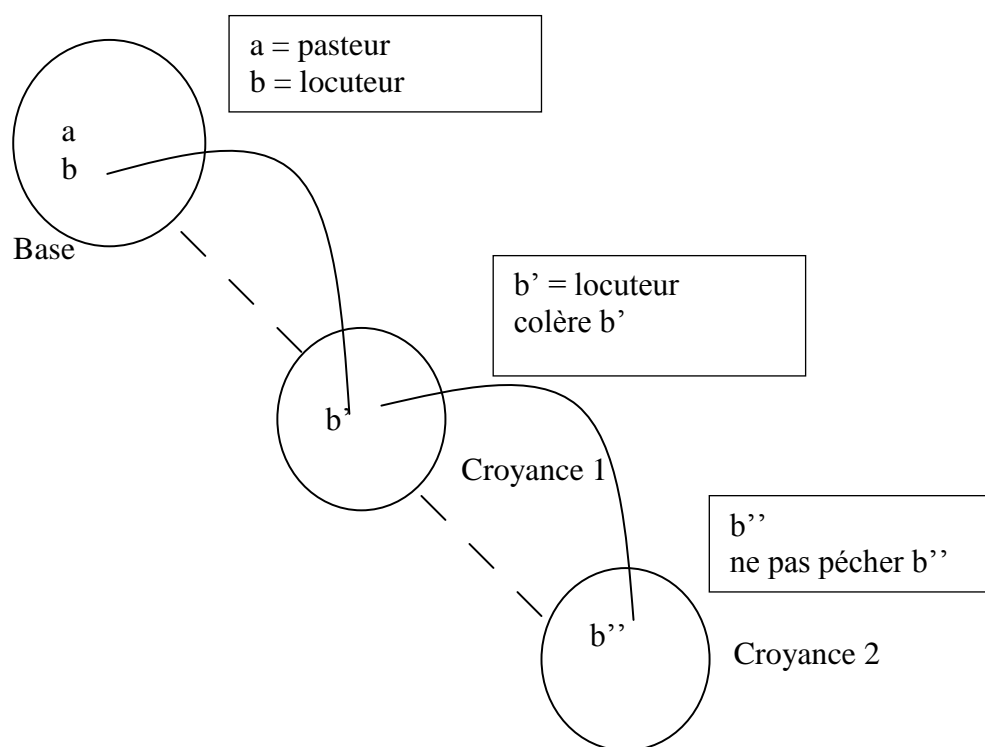 a = pasteur
b = locuteur
a
b
Base
b’ = locuteur
colère b’
b’
Croyance 1
b’’
ne pas pécher b’’
b’’
Croyance 2